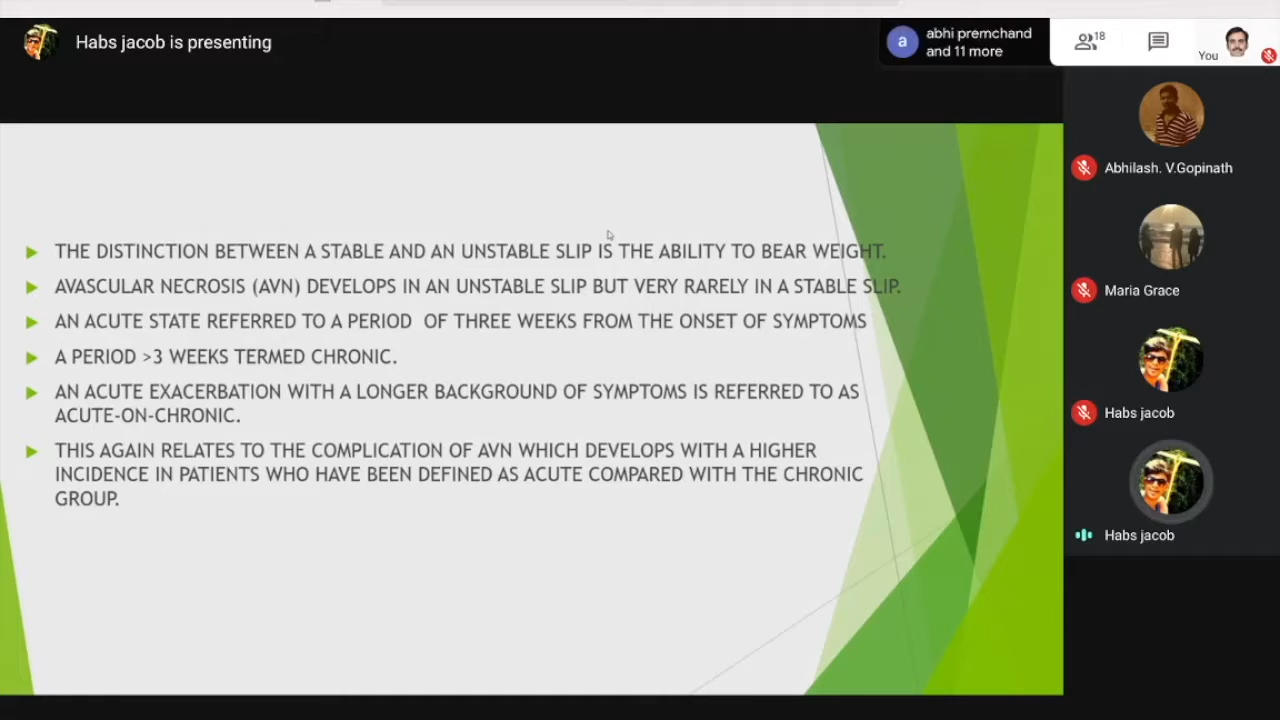 Habs jacob is presenting
a
abhi premchand
and 11 more
18
You
THE DISTINCTION BETWEEN A STABLE AND AN UNSTABLE SLIP IS THE ABILITY TO BEAR WEIGHT.
AVASCULAR NECROSIS (AVN) DEVELOPS IN AN UNSTABLE SLIP BUT VERY RARELY IN A STABLE SLIP.
AN ACUTE STATE REFERRED TO A PERIOD OF THREE WEEKS FROM THE ONSET OF SYMPTOMS
A PERIOD >3 WEEKS TERMED CHRONIC.
AN ACUTE EXACERBATION WITH A LONGER BACKGROUND OF SYMPTOMS IS REFERRED TO AS
ACUTE-ON-CHRONIC.
THIS AGAIN RELATES TO THE COMPLICATION OF AVN WHICH DEVELOPS WITH A HIGHER
INCIDENCE IN PATIENTS WHO HAVE BEEN DEFINED AS ACUTE COMPARED WITH THE CHRONIC
GROUP.
Abhilash. V.Gopinath
Maria Grace
Habs jacob
Habs jacob